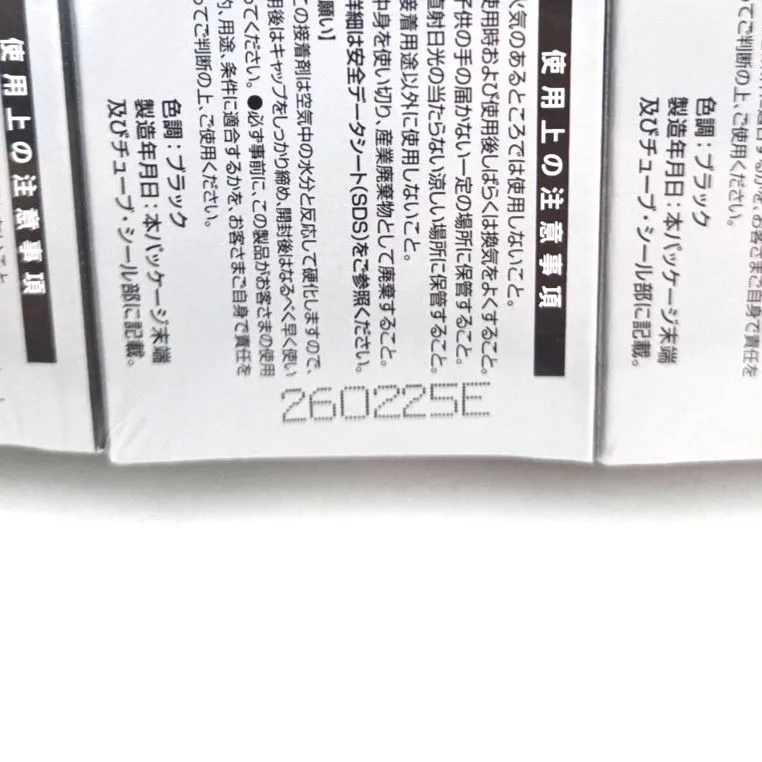 使用上の注意事項
火気のあるところでは使用しないこと。
使用時および使用後しばらくは換気をよくすること。
子供の手の届かない一定の場所に保管すること。
直射日光の当たらない涼しい場所に保管すること。
接着用途以外に使用しないこと。
中身を使い切り、産業廃棄物として廃棄すること。
詳細は安全データシート(SDS)をご参照ください。
願い】
この接着剤は空気中の水分と反応して硬化しますので、
用後はキャップをしっかり締め、開封後はなるべく早く使い
てください。●必ず事前に、この製品がお客さまの使用
的、用途、条件に適合するかを、お客さまご自身で責任を
ってご判断の上、ご使用ください。
色調：ブラック
製造年月日：本パッケージ末端
及びチューブ・シール部に記載。
260225E
使用上の注意事項
ってご判断の上、ご使用ください。
色調：ブラック
製造年月日：本パッケージ末端
及びチューブ・シール部に記載。